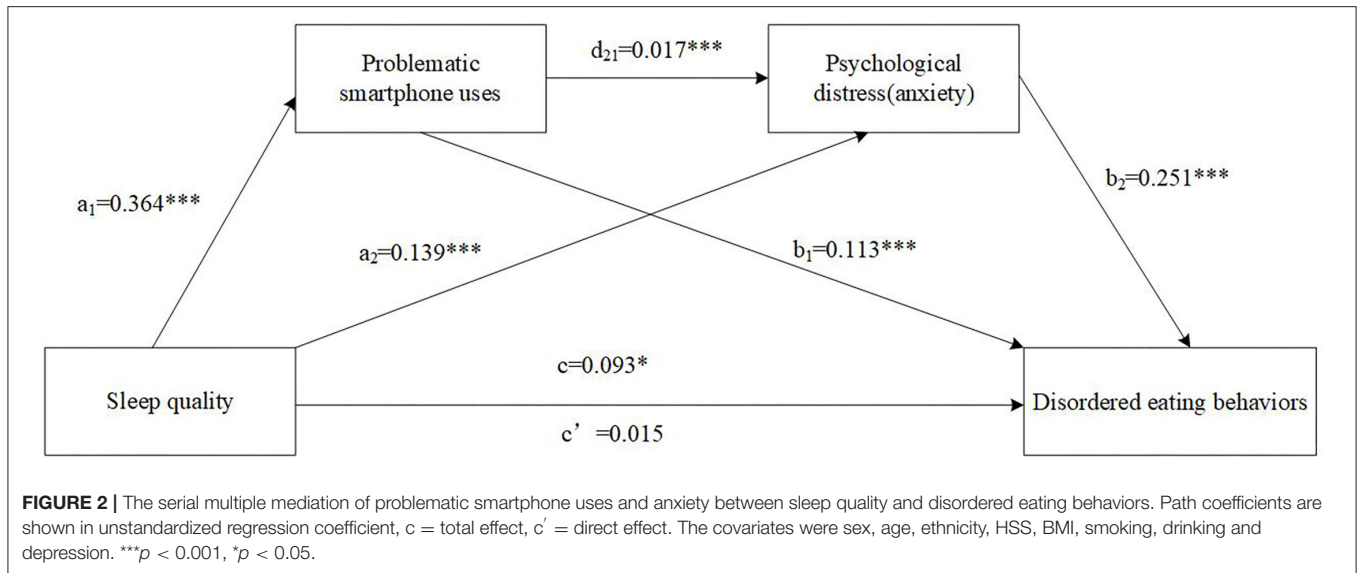 d₂₁=0.017***
Problematic
smartphone uses
Psychological
distress(anxiety)
a₁=0.364***
a₂=0.139***
b₁=0.113***
b₂=0.251***
Sleep quality
c=0.093*
c’ =0.015
Disordered eating behaviors
FIGURE 2 | The serial multiple mediation of problematic smartphone uses and anxiety between sleep quality and disordered eating behaviors. Path coefficients are
shown in unstandardized regression coefficient, c = total effect, c′ = direct effect. The covariates were sex, age, ethnicity, HSS, BMI, smoking, drinking and
depression. ***p < 0.001, *p < 0.05.